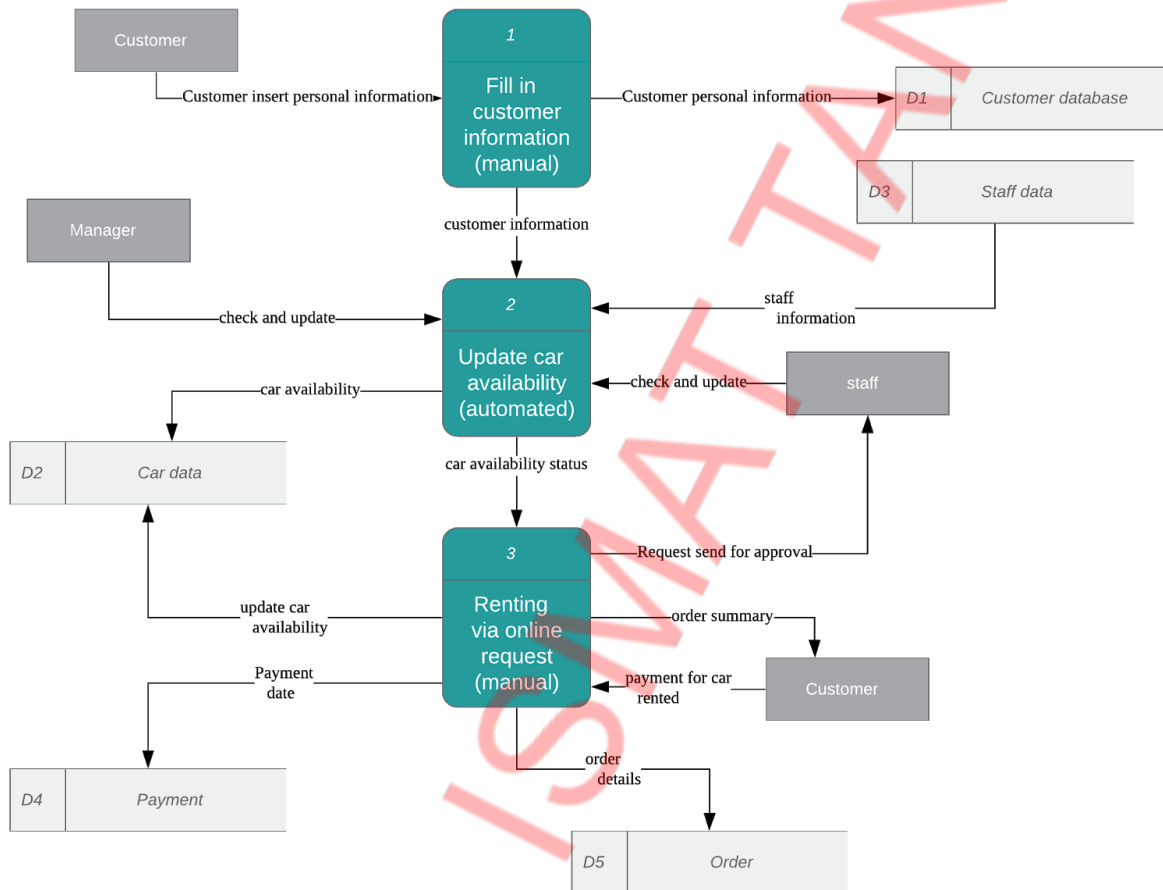 Customer
1
Fill in
customer
information
(manual)
Customer insert personal information
Customer personal information
D1
Customer database
D3
Staff data
customer information
Manager
2
Update car
availability
(automated)
check and update
staff
information
check and update
staff
car availability
D2
Car data
car availability status
3
Renting
via online
request
(manual)
Request send for approval
update car
availability
order summary
Payment
date
payment for car
rented
Customer
order
details
D4
Payment
D5
Order
ISMAT TAN